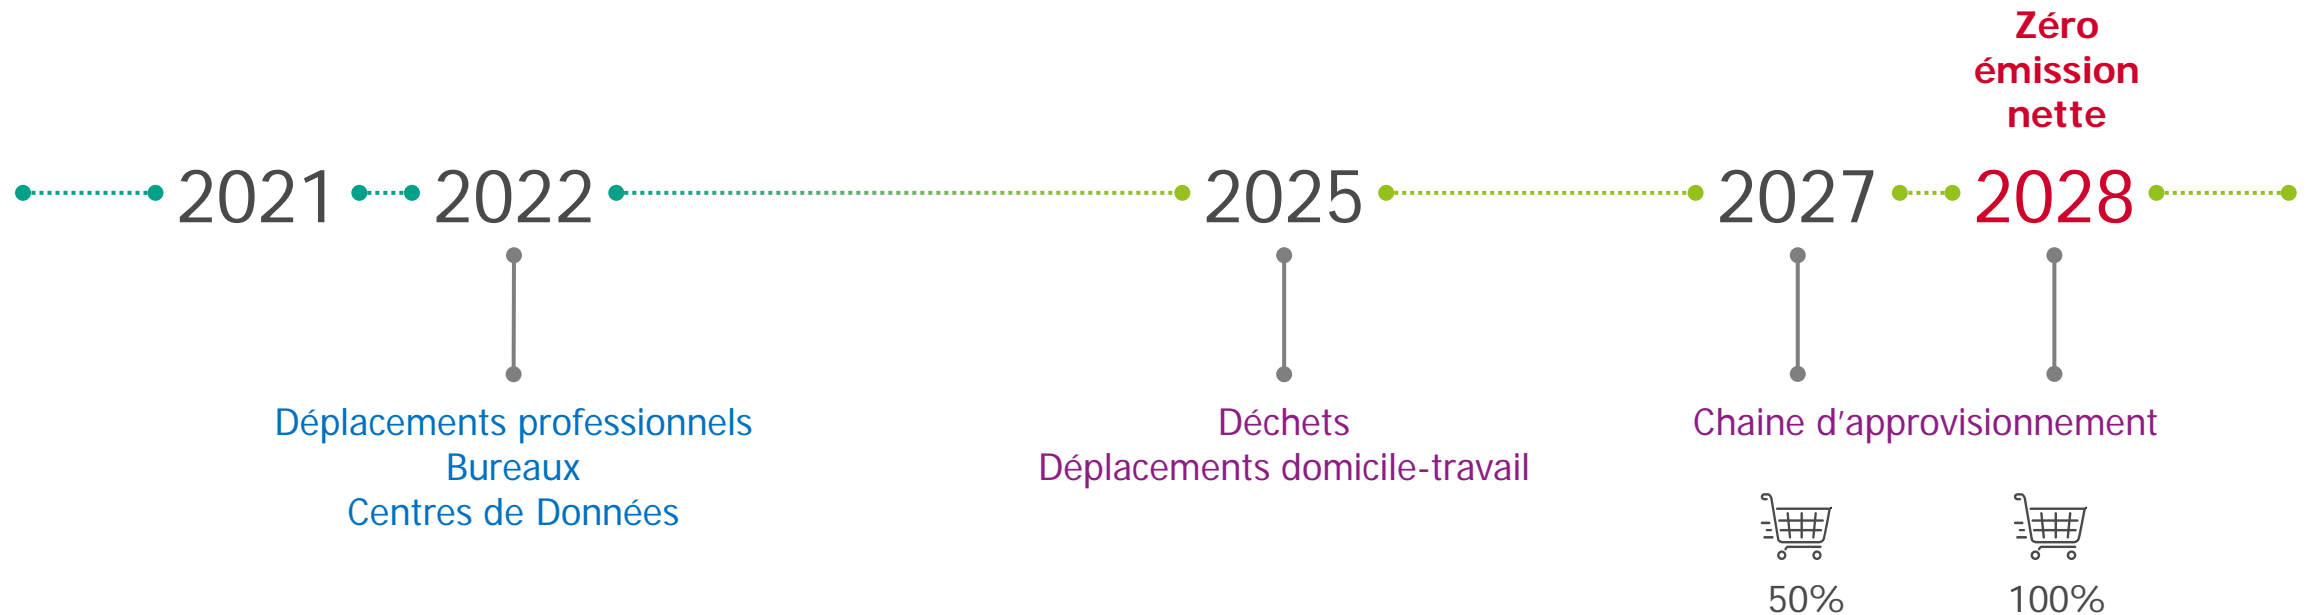 Zéro
émission
nette
2021
2022
2025
2027
2028
Déplacements professionnels
Bureaux
Centres de Données
Déchets
Déplacements domicile-travail
Chaine d'approvisionnement
50%
100%